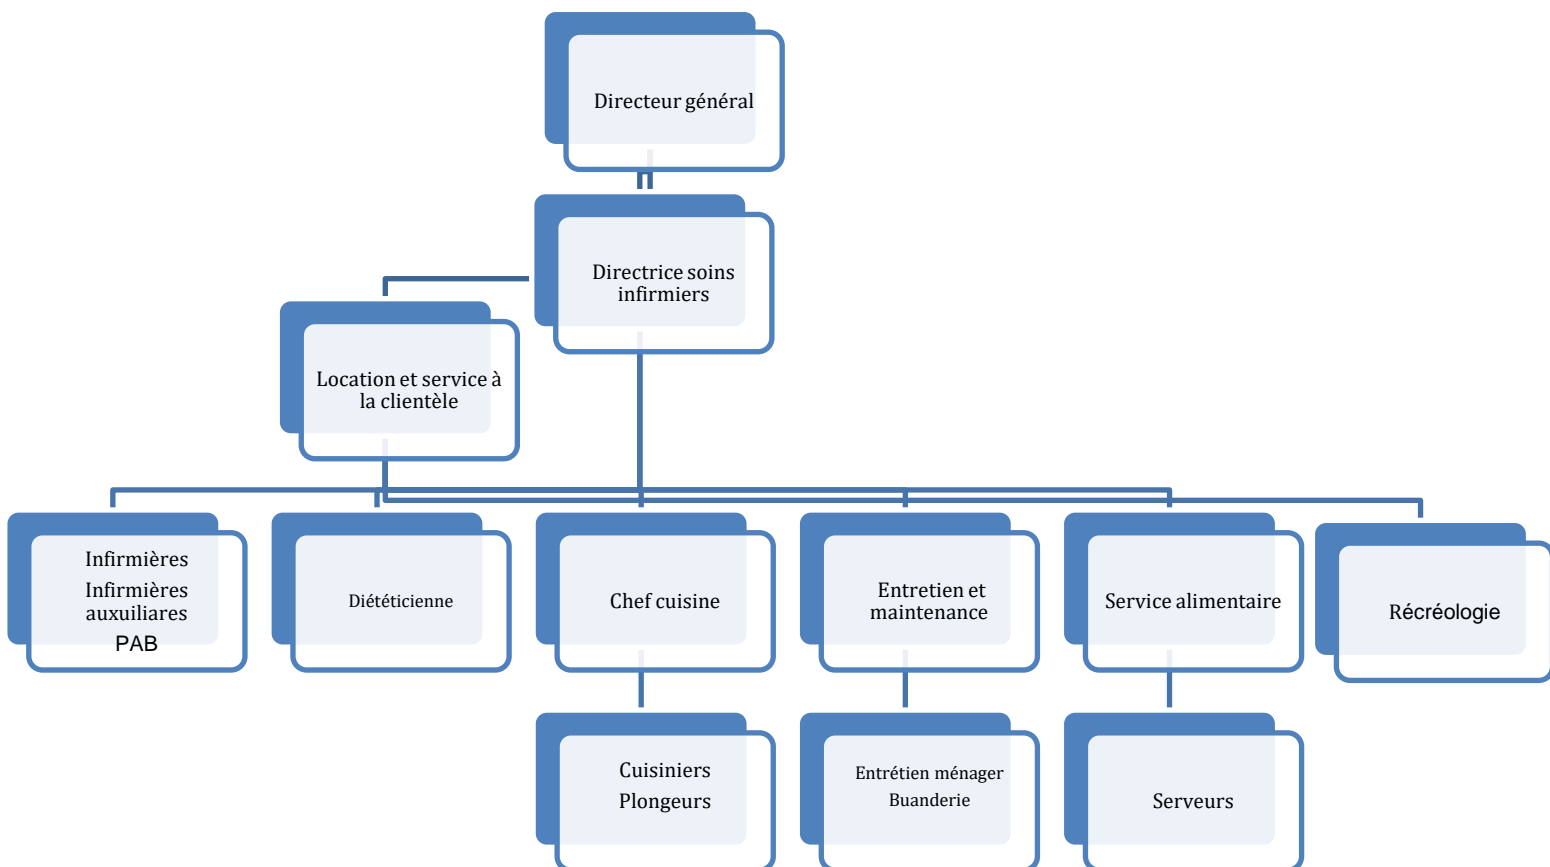 Directeur général
Directrice soins
infirmiers
Location et service à
la clientèle
Infirmières
Infirmières
auxuiliares
PAB
Diététicienne
Chef cuisine
Entretien et
maintenance
Service alimentaire
Récréologie
Cuisiniers
Plongeurs
Entrétién ménager
Buanderie
Serveurs